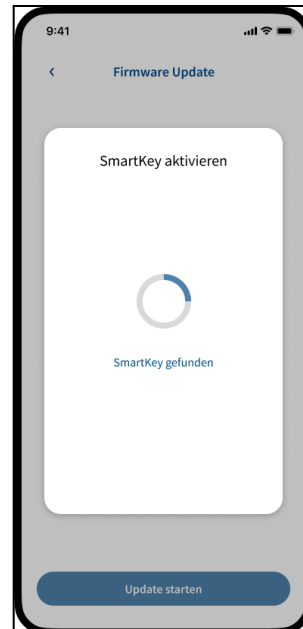 9:41
Firmware Update
SmartKey aktivieren
SmartKey gefunden
Update starten